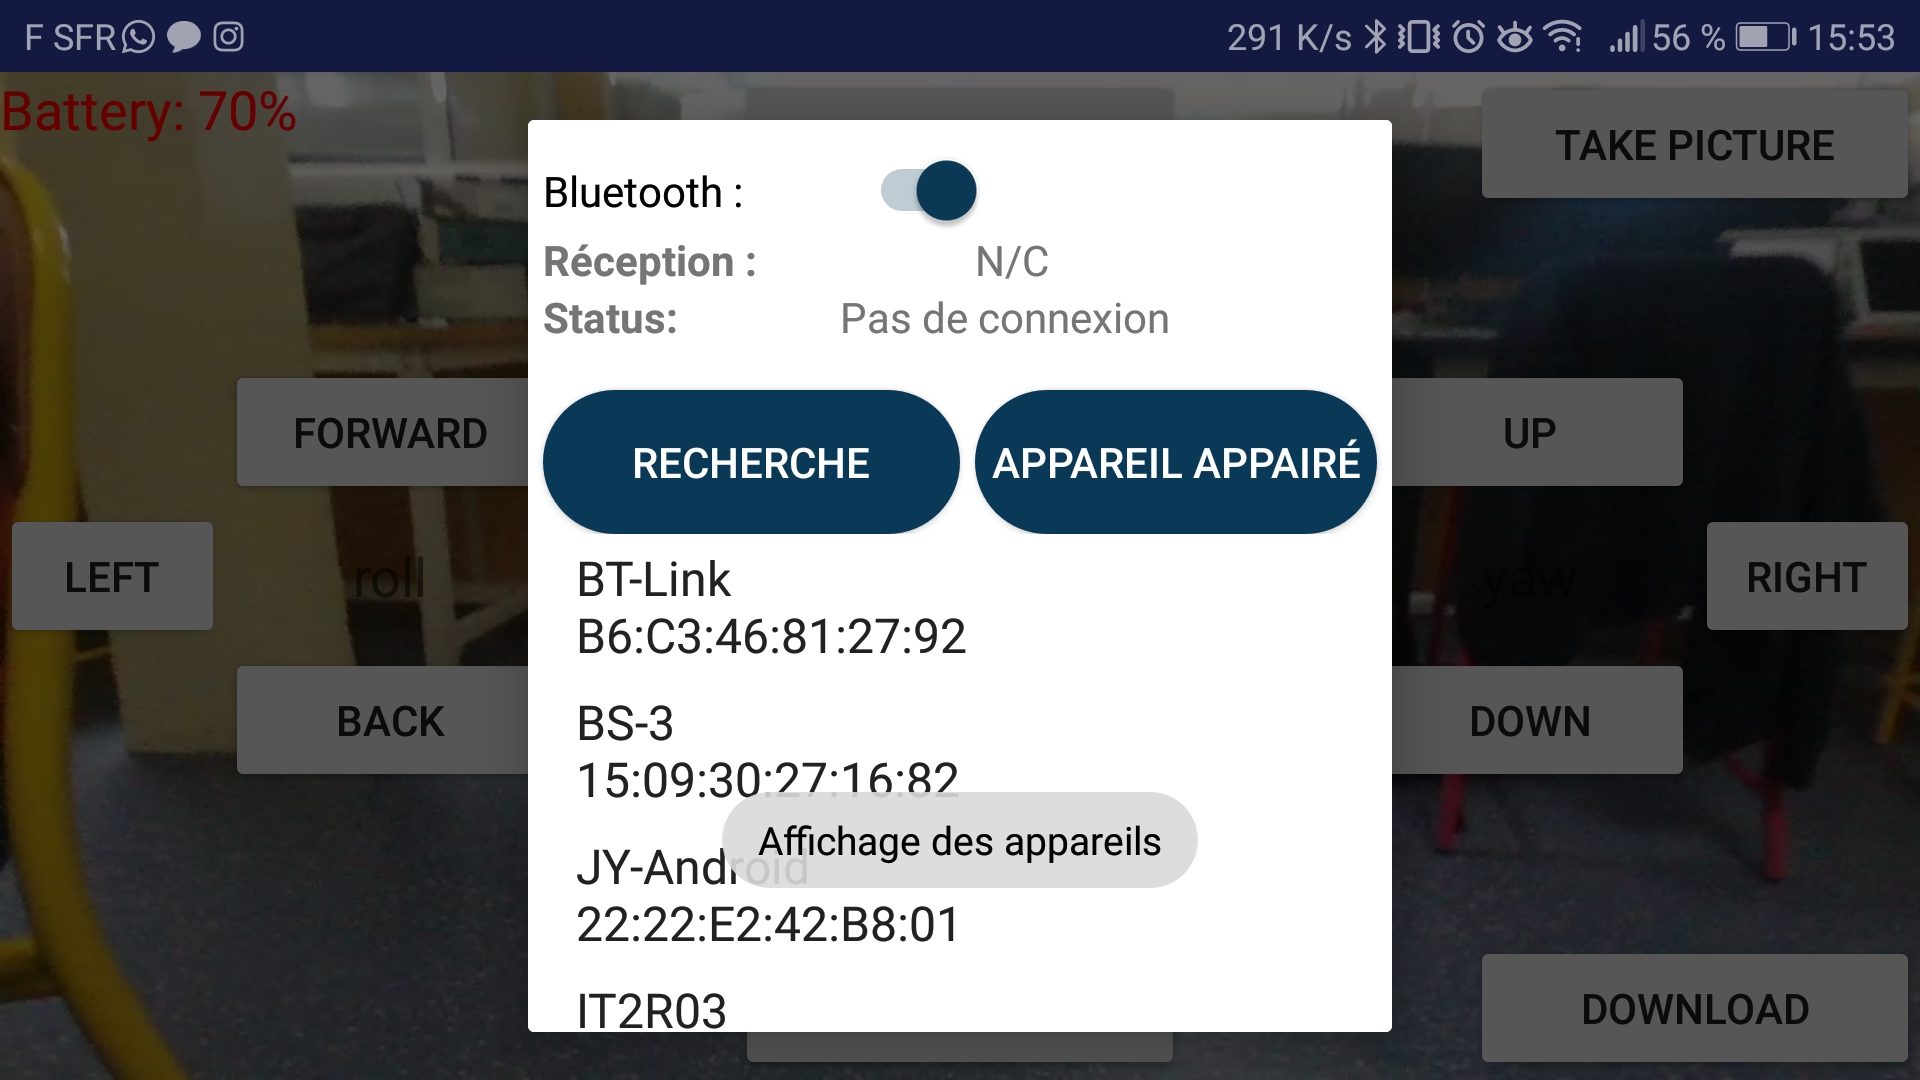 F SFR 291 K/s 56 % 15:53
Battery: 70%
TAKE PICTURE
Bluetooth :
Réception : N/C
Status: Pas de connexion
FORWARD
RECHERCHE
APPAREIL APPAIRÉ
UP
LEFT
roll
yaw
RIGHT
BT-Link
B6:C3:46:81:27:92
BACK
BS-3
15:09:30:27:16:82
DOWN
Affichage des appareils
JY-Android
22:22:E2:42:B8:01
IT2R03
DOWNLOAD